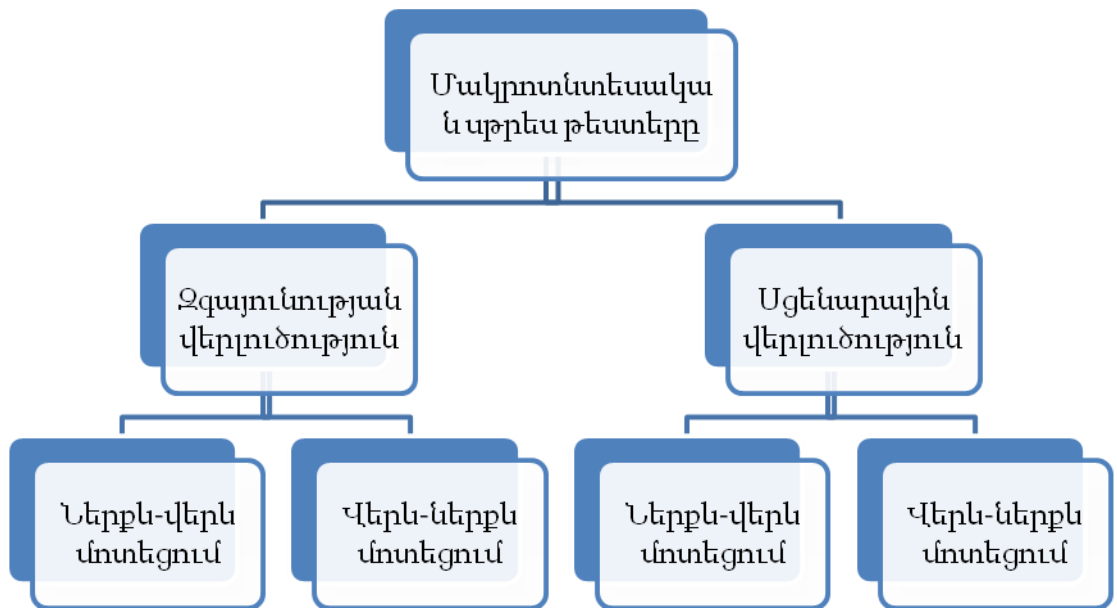 Մակրոտնտեսակա
ն սթրես թեստերը
Զգայունության
վերլուծություն
Սցենարային
վերլուծություն
Ներքև-վերև
մոտեցում
Վերև-ներքև
մոտեցում
Ներքև-վերև
մոտեցում
Վերև-ներքև
մոտեցում